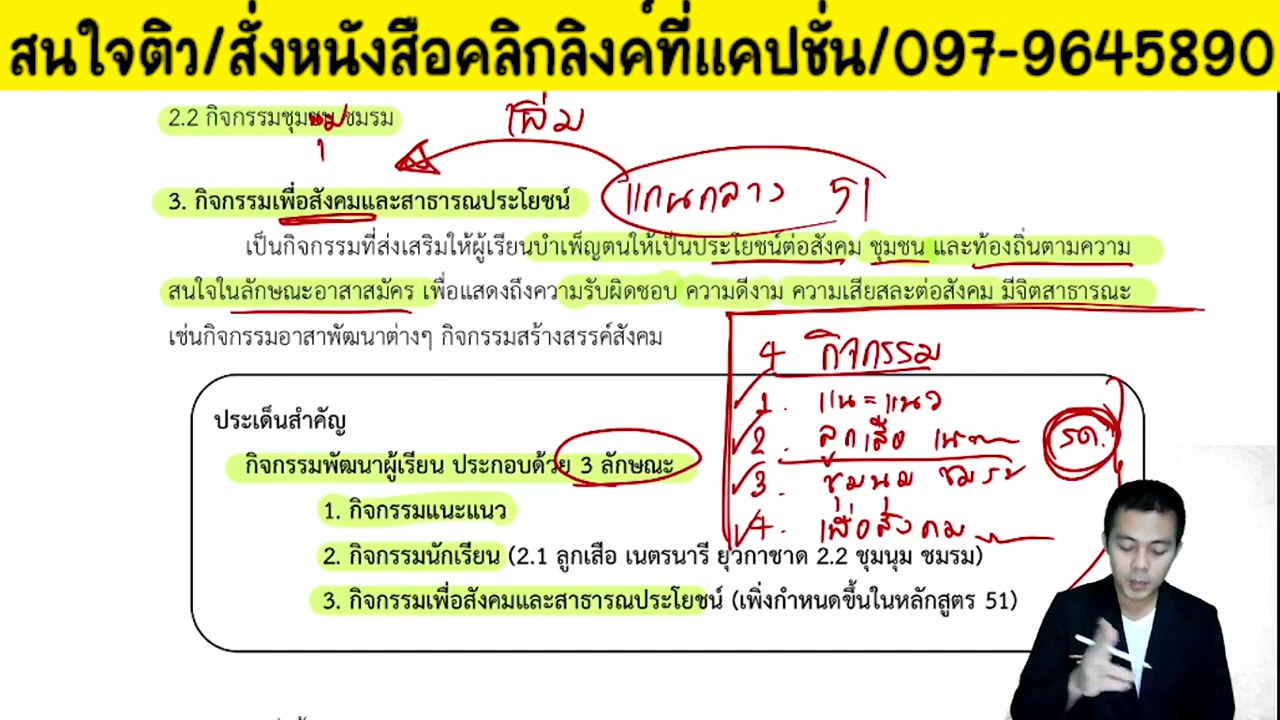 สนใจติว/สั่งหนังสือคลิกลิงค์ที่แคปชั่น/097-9645890
2.2 กิจกรรมชุมชน ชมรม
นุม
เพิ่ม
3. กิจกรรมเพื่อสังคมและสาธารณประโยชน์
แกนกลาง 51
เป็นกิจกรรมที่ส่งเสริมให้ผู้เรียนบำเพ็ญตนให้เป็นประโยชน์ต่อสังคม ชุมชน และท้องถิ่นตามความ
สนใจในลักษณะอาสาสมัคร เพื่อแสดงถึงความรับผิดชอบ ความดีงาม ความเสียสละต่อสังคม มีจิตสาธารณะ
เช่นกิจกรรมอาสาพัฒนาต่างๆ กิจกรรมสร้างสรรค์สังคม
4 กิจกรรม
1. แนะแนว
2. ลูกเสือ เนตร
3. ชุมนุม ชมรม
4. เพื่อสังคม
รด.
ประเด็นสำคัญ
กิจกรรมพัฒนาผู้เรียน ประกอบด้วย 3 ลักษณะ
1. กิจกรรมแนะแนว
2. กิจกรรมนักเรียน (2.1 ลูกเสือ เนตรนารี ยุวกาชาด 2.2 ชุมนุม ชมรม)
3. กิจกรรมเพื่อสังคมและสาธารณประโยชน์ (เพิ่งกำหนดขึ้นในหลักสูตร 51)